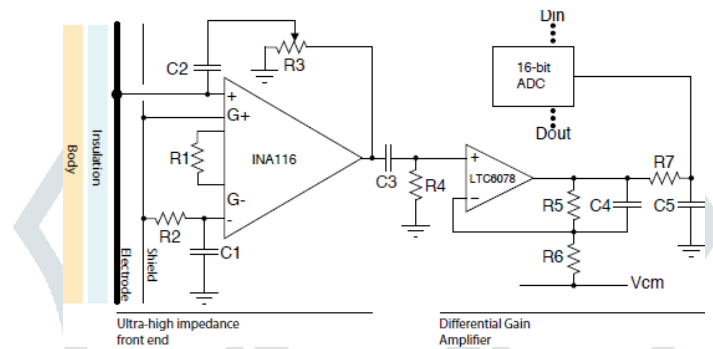 Din
C2
R3
16-bit
ADC
Dout
+
G+
R1
INA116
G-
-
R2
C1
C3
R4
+
LTC6078
−
R5
C4
R7
C5
R6
Vcm
Body
Insulation
Electrode
Shield
Ultra-high impedance
front end
Differential Gain
Amplifier